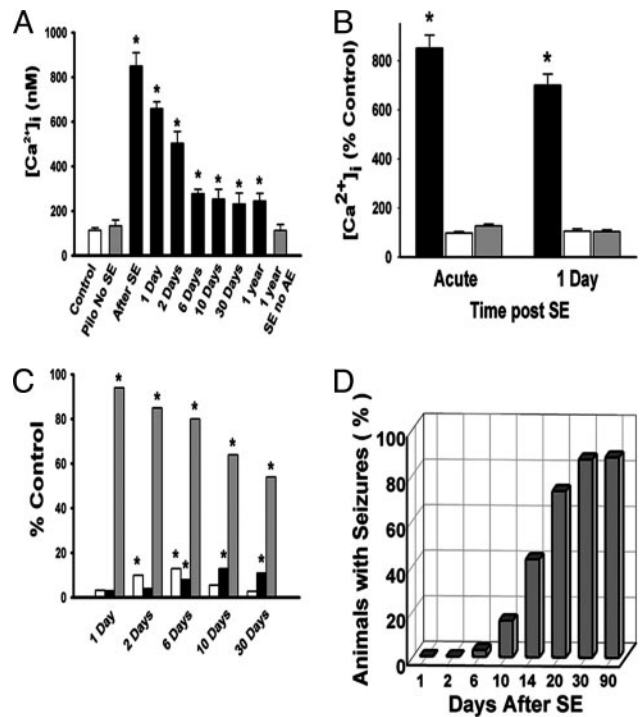 A
[Ca²⁺]i (nM)
1000
800
600
400
200
0
*
*
*
*
*
*
*
Control
Pilo No SE
After SE
1 Day
2 Days
6 Days
10 Days
30 Days
1 year
1 year
SE no AE
B
[Ca²⁺]i (% Control)
800
600
400
200
0
*
*
Acute
1 Day
Time post SE
C
% Control
100
80
60
40
20
0
*
*
*
*
*
*
*
*
*
*
1 Day
2 Days
6 Days
10 Days
30 Days
D
Animals with Seizures ( % )
100
80
60
40
20
0
1 2 6 10 14 20 30 90
Days After SE